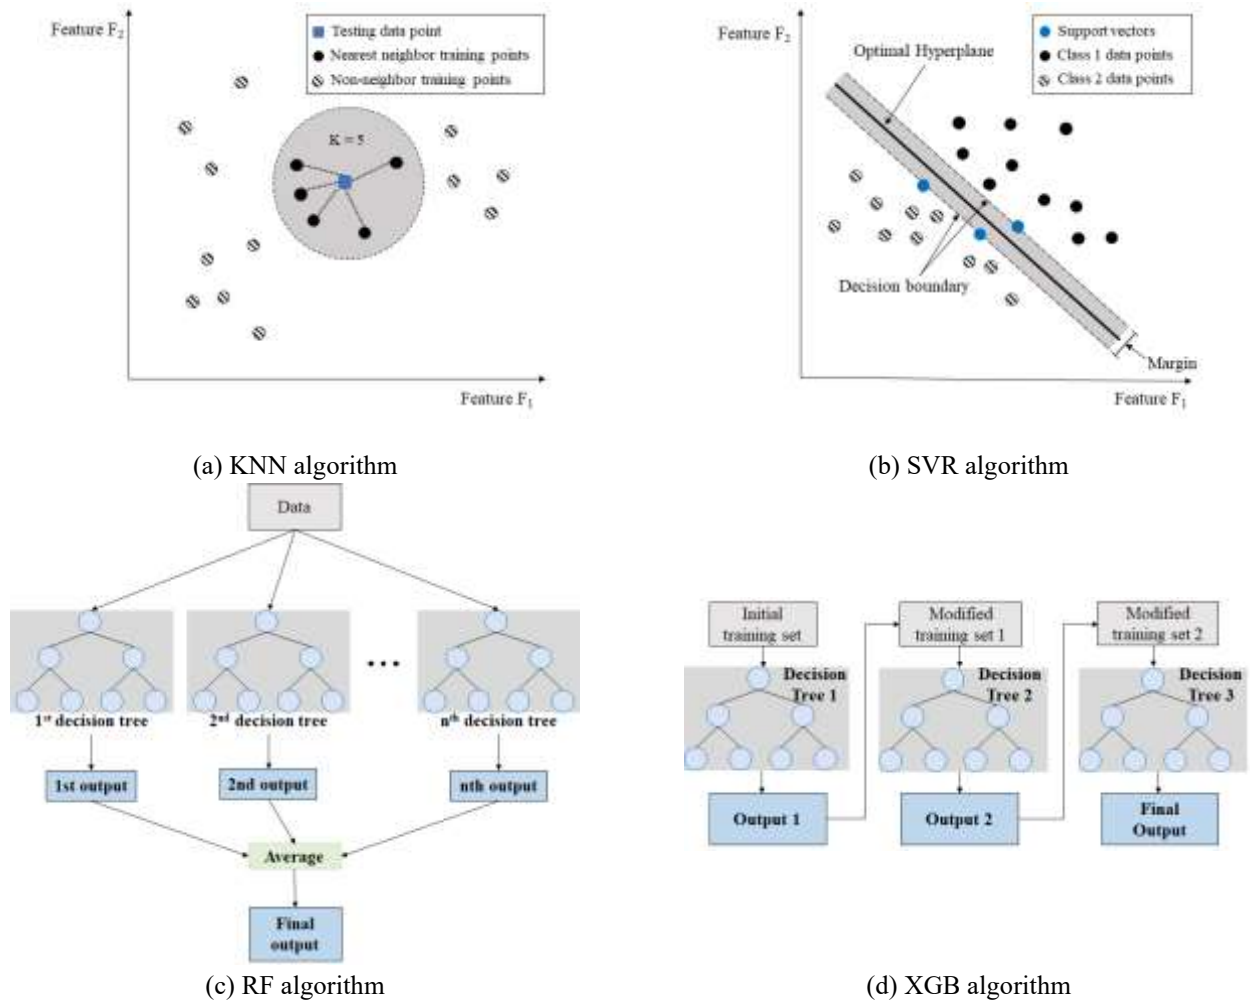 Feature F₂
Testing data point
Nearest neighbor training points
Non-neighbor training points
K = 5
Feature F₁
(a) KNN algorithm
Feature F₂
Optimal Hyperplane
Support vectors
Class 1 data points
Class 2 data points
Decision boundary
Margin
Feature F₁
(b) SVR algorithm
Data
...
1ˢᵗ decision tree
2ⁿᵈ decision tree
nᵗʰ decision tree
1st output
2nd output
nth output
Average
Final
output
(c) RF algorithm
Initial
training set
Modified
training set 1
Modified
training set 2
Decision
Tree 1
Decision
Tree 2
Decision
Tree 3
Output 1
Output 2
Final
Output
(d) XGB algorithm